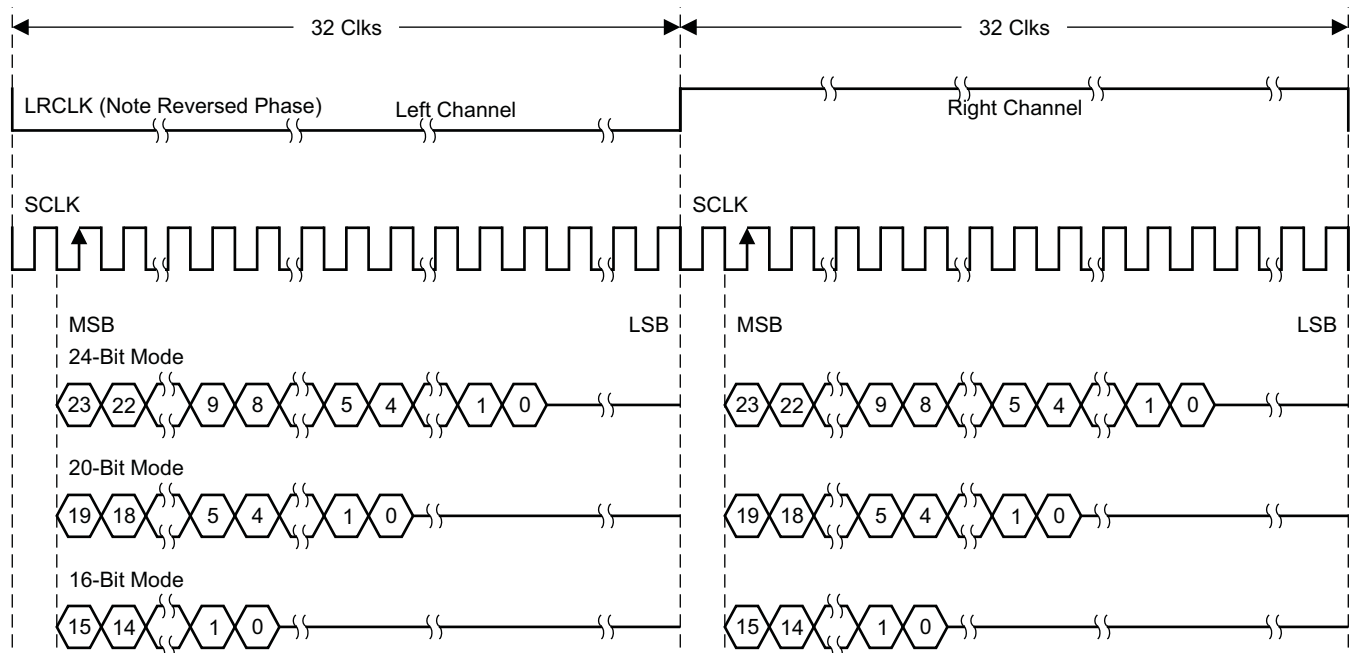 32 Clks 32 Clks
LRCLK (Note Reversed Phase) Left Channel Right Channel
SCLK SCLK
MSB LSB MSB LSB
24-Bit Mode
23 22 9 8 5 4 1 0 23 22 9 8 5 4 1 0
20-Bit Mode
19 18 5 4 1 0 19 18 5 4 1 0
16-Bit Mode
15 14 1 0 15 14 1 0